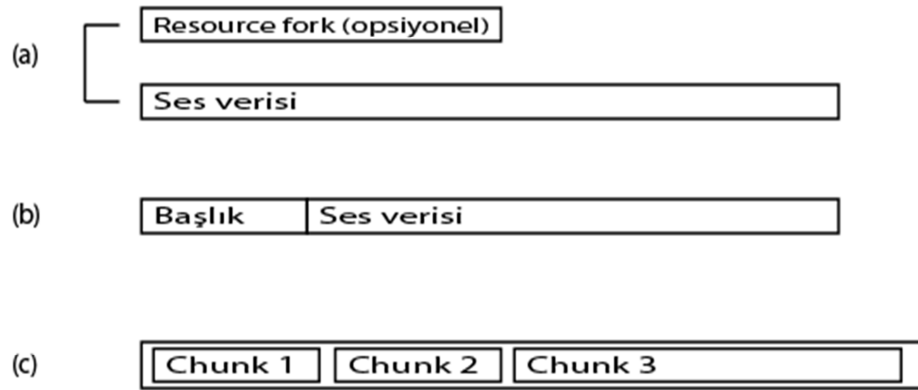 (a)
Resource fork (opsiyonel)
Ses verisi
(b)
Başlık Ses verisi
(c)
Chunk 1 Chunk 2 Chunk 3